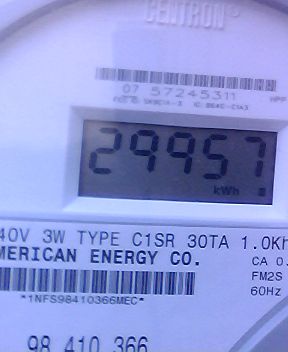 CENTRON®
07 57245311
29957
kWh
40V 3W TYPE C1SR 30TA 1.0Kh
MERICAN ENERGY CO.
CA 0.
FM2S
60Hz
*1NFS98410366MEC*
98 410 366